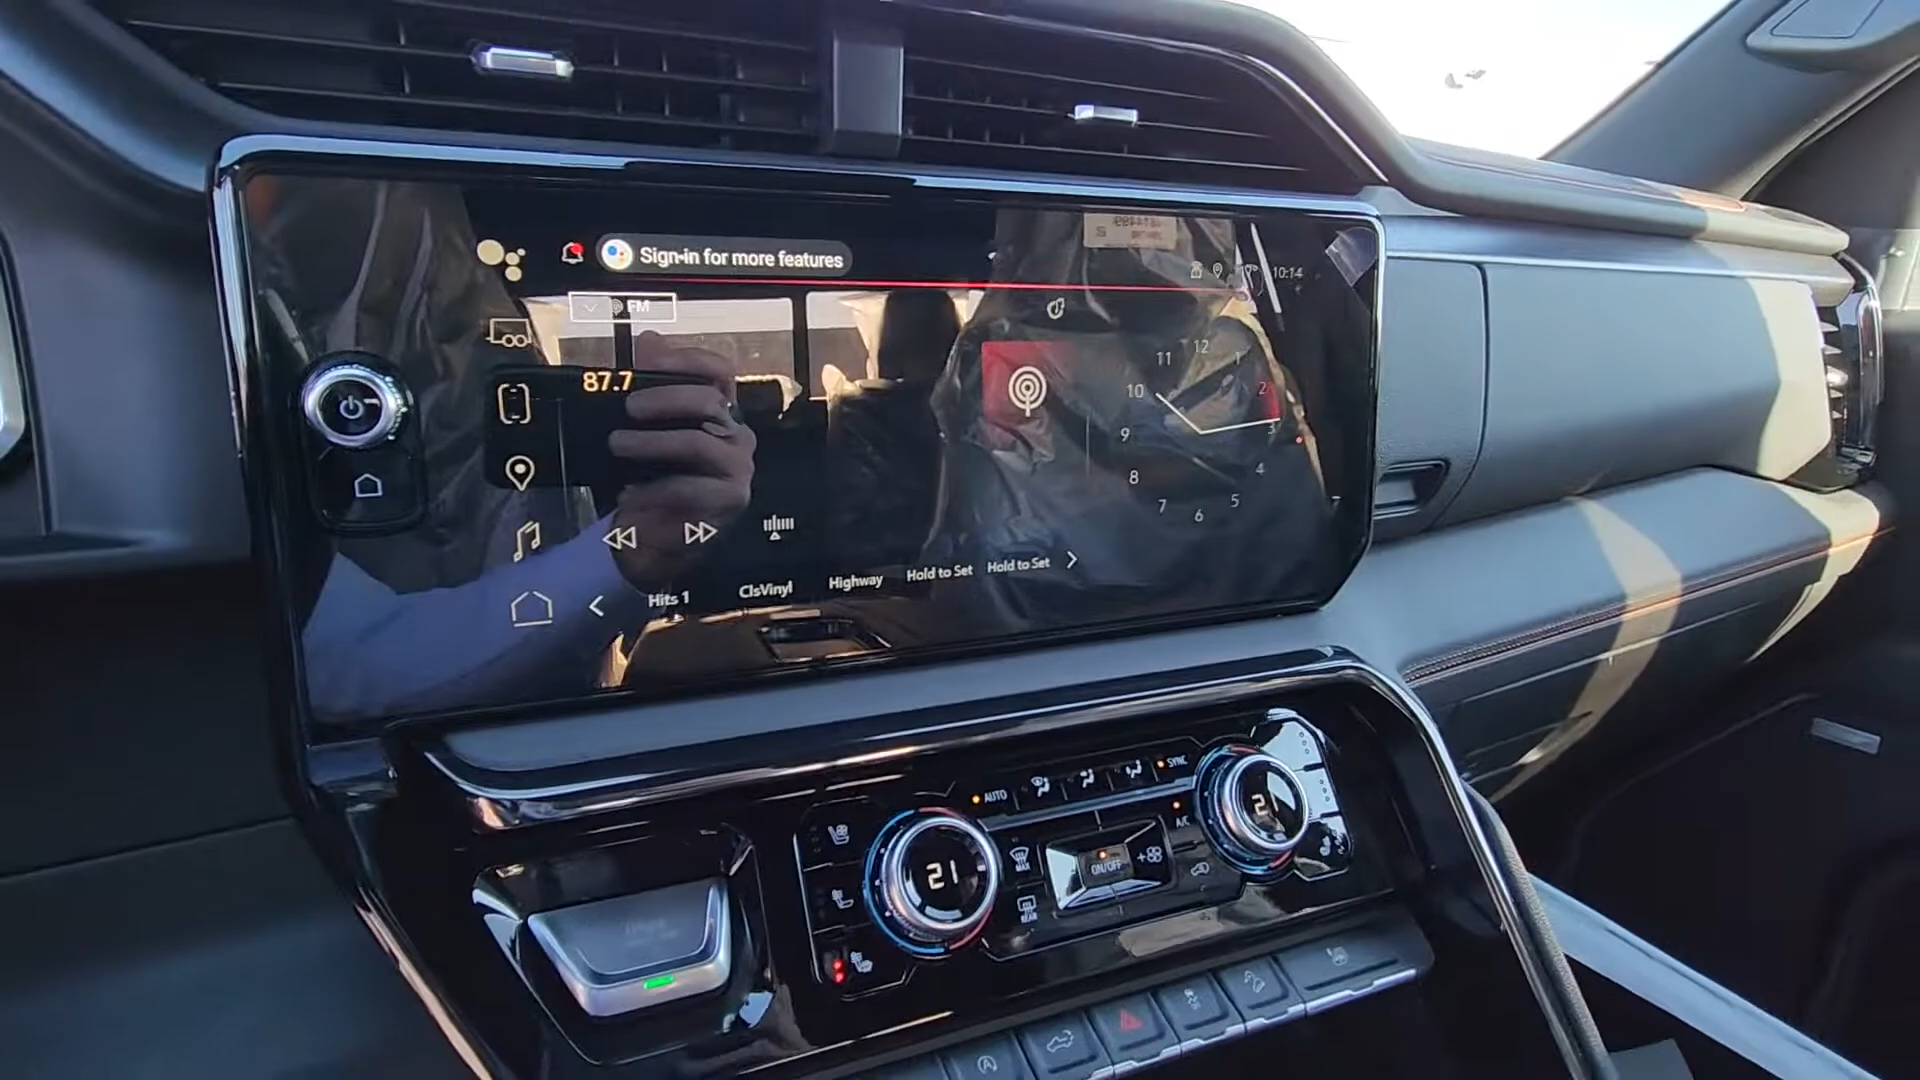 Sign-in for more features
10:14
FM
87.7
12
11
1
10
2
9
3
8
4
7
5
6
Hits 1
ClsVinyl
Highway
Hold to Set
Hold to Set
AUTO
SYNC
A/C
21
21
MAX
ON/OFF
REAR